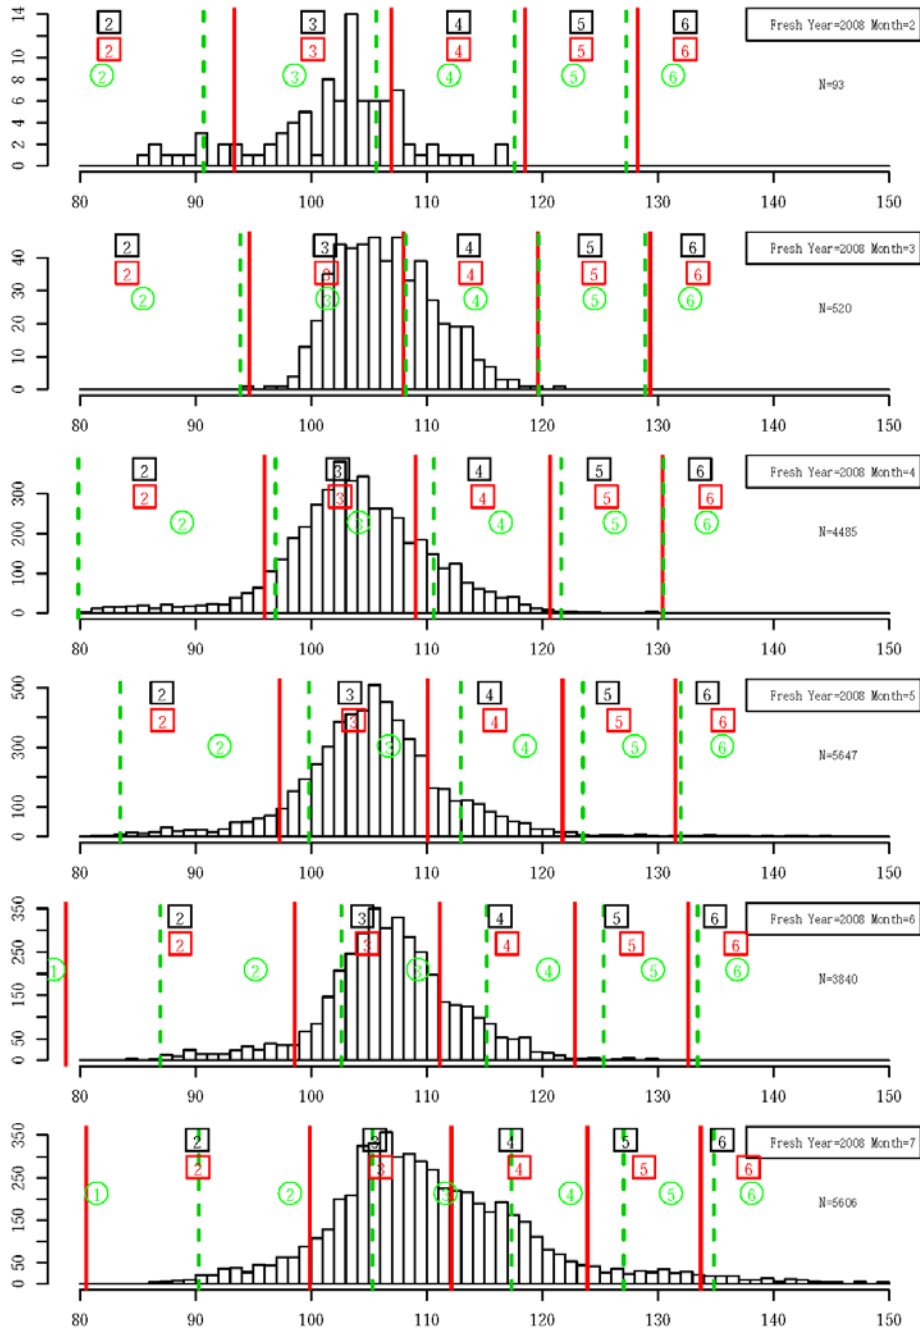 14
10
8
6
4
2
0
2 3 4 5 6
2 3 4 5 6
2 3 4 5 6
Fresh Year=2008 Month=2
N=93
80 90 100 110 120 130 140 150
40
30
20
10
0
2 3 4 5 6
2 3 4 5 6
2 3 4 5 6
Fresh Year=2008 Month=3
N=520
80 90 100 110 120 130 140 150
300
200
100
0
2 3 4 5 6
2 3 4 5 6
2 3 4 5 6
Fresh Year=2008 Month=4
N=4485
80 90 100 110 120 130 140 150
500
300
100
0
2 3 4 5 6
2 3 4 5 6
2 3 4 5 6
Fresh Year=2008 Month=5
N=5647
80 90 100 110 120 130 140 150
350
250
150
50
0
2 3 4 5 6
2 3 4 5 6
1 2 3 4 5 6
Fresh Year=2008 Month=6
N=3840
80 90 100 110 120 130 140 150
350
250
150
50
0
2 3 4 5 6
2 3 4 5 6
1 2 3 4 5 6
Fresh Year=2008 Month=7
N=5606
80 90 100 110 120 130 140 150